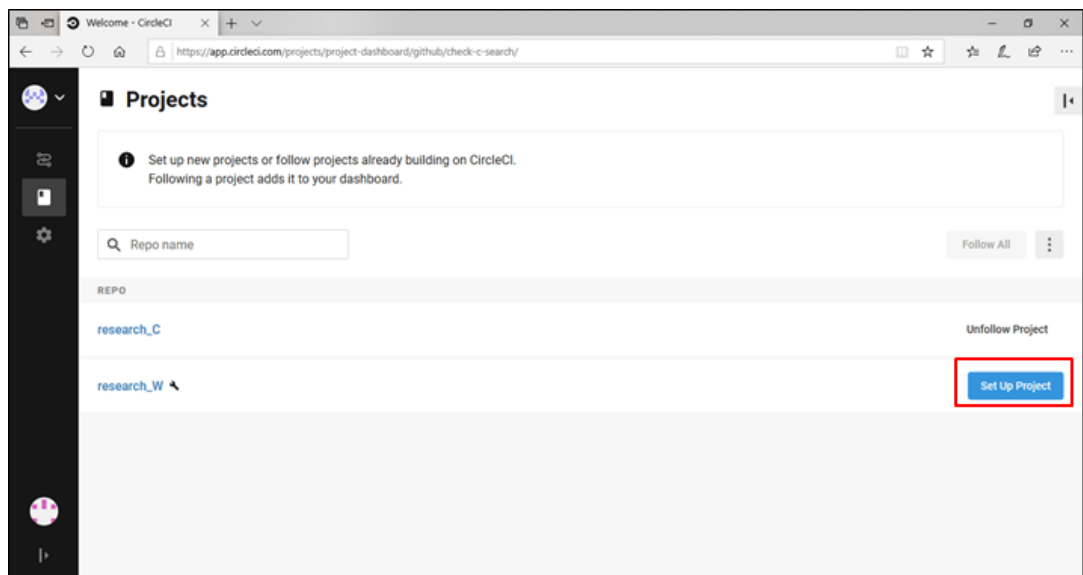 Welcome - CircleCI
https://app.circleci.com/projects/project-dashboard/github/check-c-search/
Projects
Set up new projects or follow projects already building on CircleCI.
Following a project adds it to your dashboard.
Repo name
Follow All
REPO
research_C
Unfollow Project
research_W
Set Up Project